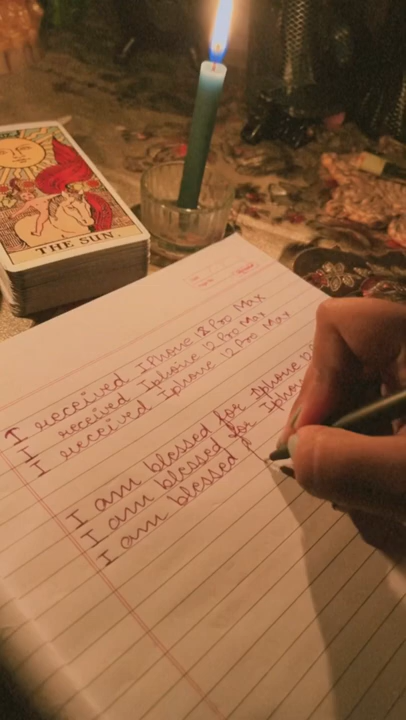 THE SUN.
I received IPhone 12 Pro Max
I received Iphone 12 Pro Max
I received Iphone 12 Pro Max
I am blessed for Iphone 12
I am blessed for Iphone
I am blessed f